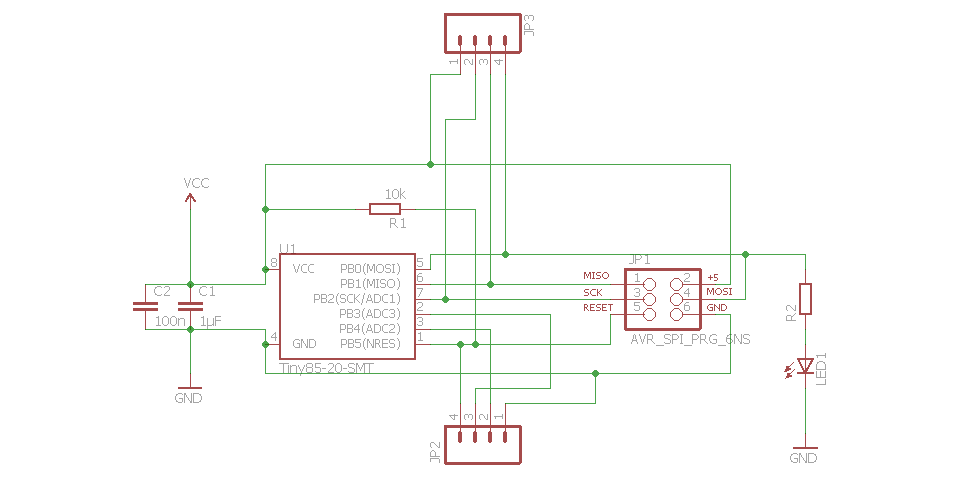 JP3
1 2 3 4
VCC
10k
R1
U1
8 VCC PB0(MOSI) 5
PB1(MISO) 6
PB2(SCK/ADC1) 7
PB3(ADC3) 2
PB4(ADC2) 3
4 GND PB5(NRES) 1
Tiny85-20-SMT
C2 C1
100n 1µF
GND
JP1
MISO 1 2 +5
SCK 3 4 MOSI
RESET 5 6 GND
AVR_SPI_PRG_6NS
R2
LED1
GND
4 3 2 1
JP2